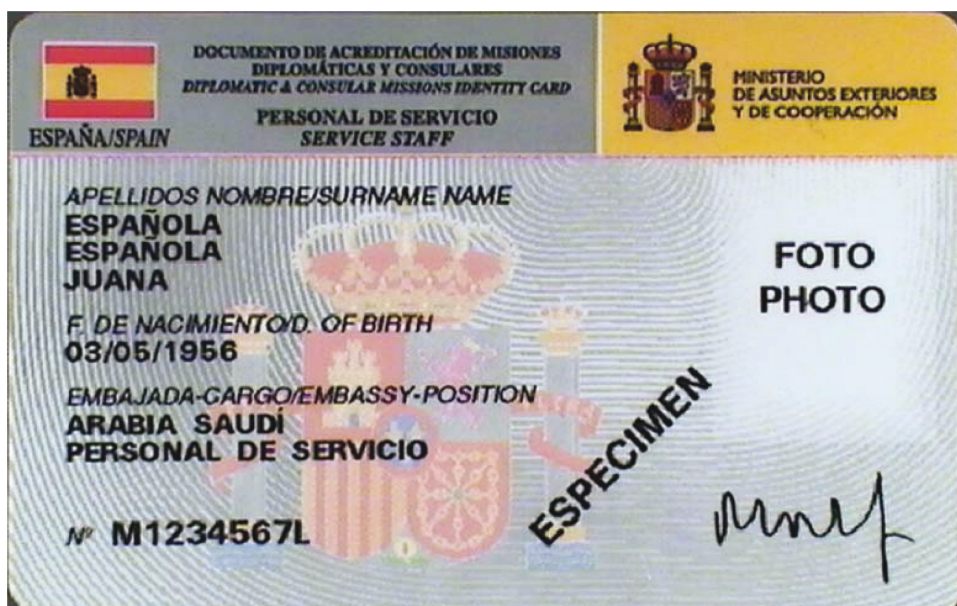 DOCUMENTO DE ACREDITACIÓN DE MISIONES
DIPLOMÁTICAS Y CONSULARES
DIPLOMATIC & CONSULAR MISSIONS IDENTITY CARD
PERSONAL DE SERVICIO
SERVICE STAFF
ESPAÑA/SPAIN
MINISTERIO
DE ASUNTOS EXTERIORES
Y DE COOPERACIÓN
APELLIDOS NOMBRE/SURNAME NAME
ESPAÑOLA
ESPAÑOLA
JUANA
FOTO
PHOTO
F. DE NACIMIENTO/D. OF BIRTH
03/05/1956
EMBAJADA-CARGO/EMBASSY-POSITION
ARABIA SAUDÍ
PERSONAL DE SERVICIO
ESPECIMEN
Nº M1234567L